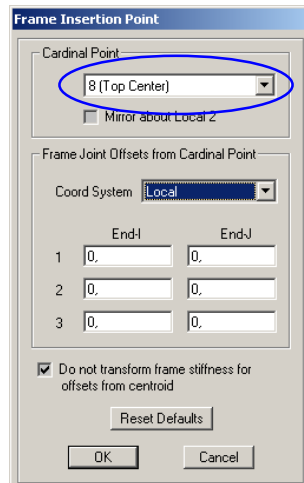 Frame Insertion Point
Cardinal Point
8 (Top Center)
Mirror about Local 2
Frame Joint Offsets from Cardinal Point
Coord System Local
End-I End-J
1 0, 0,
2 0, 0,
3 0, 0,
Do not transform frame stiffness for
offsets from centroid
Reset Defaults
OK Cancel